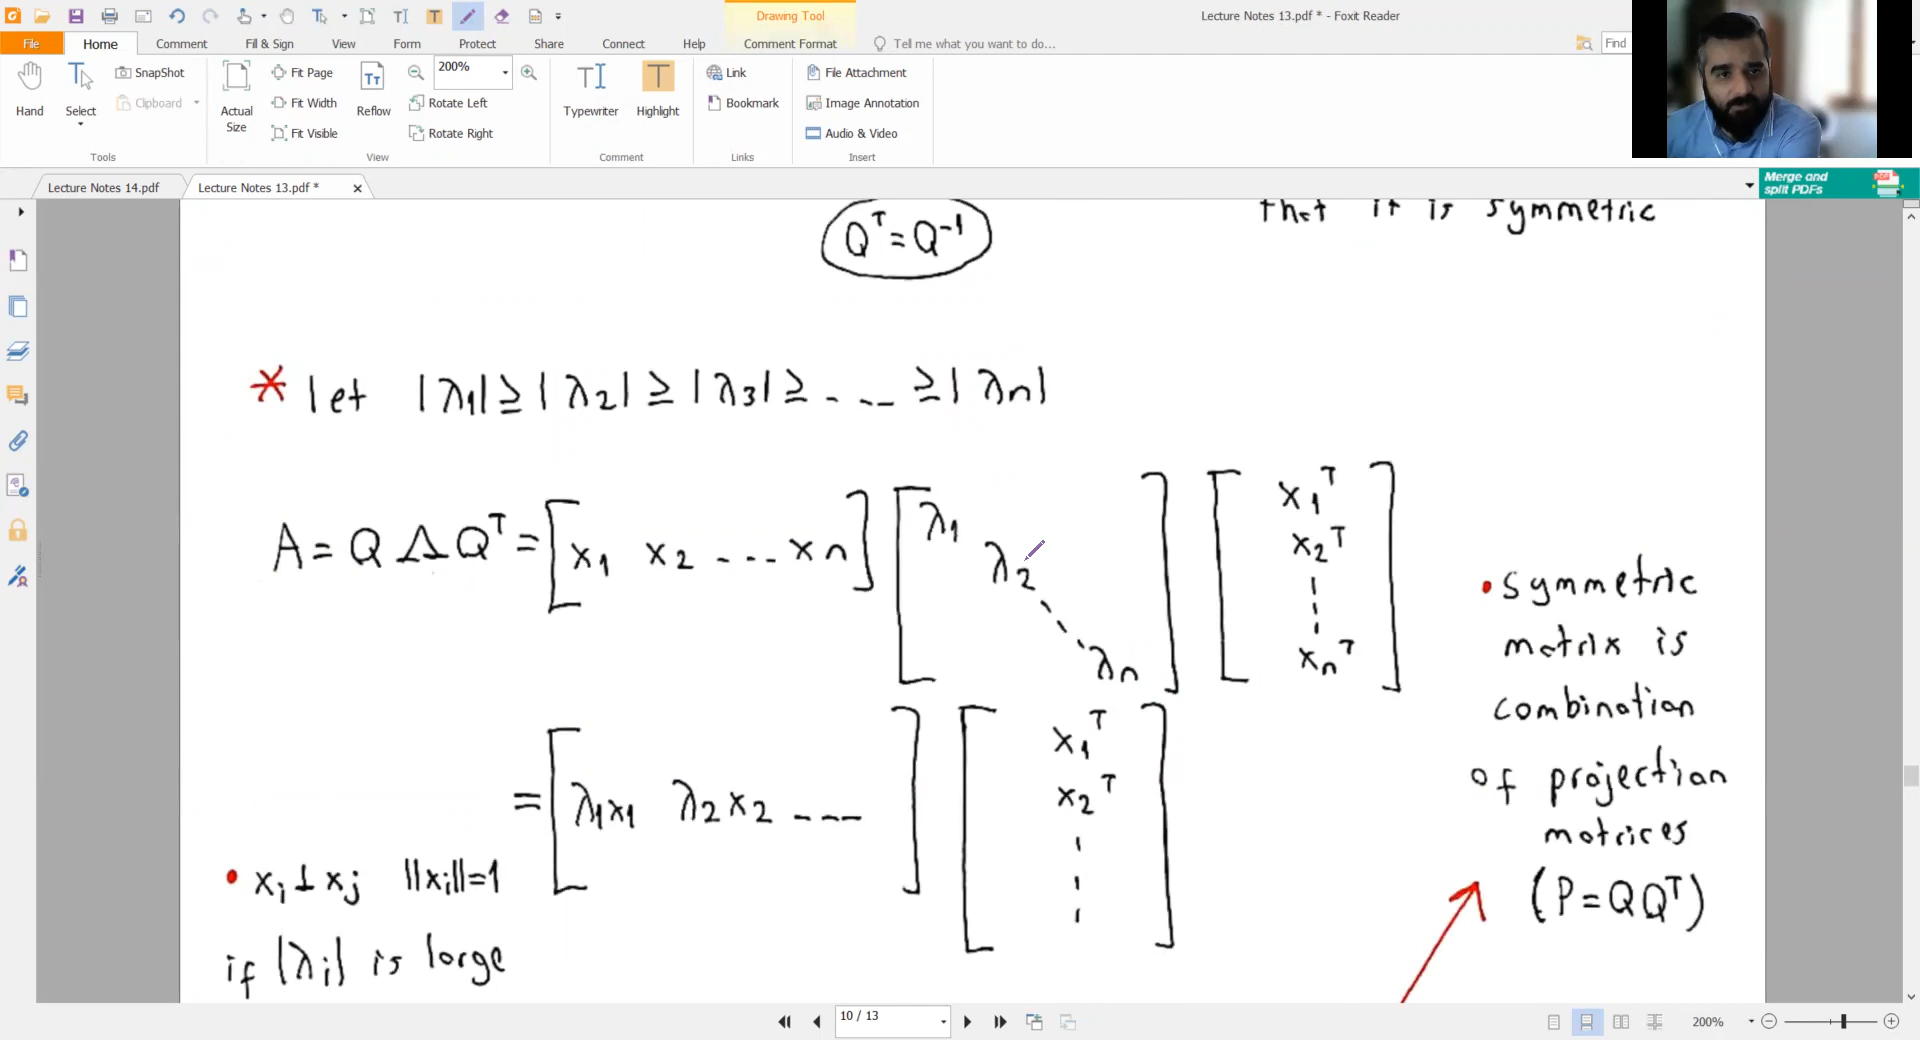 Drawing Tool
Lecture Notes 13.pdf * - Foxit Reader
File Home Comment Fill & Sign View Form Protect Share Connect Help Comment Format Tell me what you want to do... Find
Hand Select SnapShot Clipboard Actual Size Fit Page Fit Width Fit Visible Reflow 200% Rotate Left Rotate Right Typewriter Highlight Link Bookmark File Attachment Image Annotation Audio & Video
Tools View Comment Links Insert
Lecture Notes 14.pdf Lecture Notes 13.pdf *
Merge and
split PDFs
that it is symmetric
Q^T = Q^-1
* let |λ1| ≥ |λ2| ≥ |λ3| ≥ - -- ≥ |λn|
A = Q Λ Q^T = [x1 x2 ---- xn] [λ1 λ2 λn] [x1^T x2^T xn^T]
= [λ1x1 λ2x2 ---] [x1^T x2^T]
• symmetric
matrix is
combination
of projection
matrices
(P = QQ^T)
• xi ⊥ xj ||xi||=1
if |λi| is large
10 / 13
200%